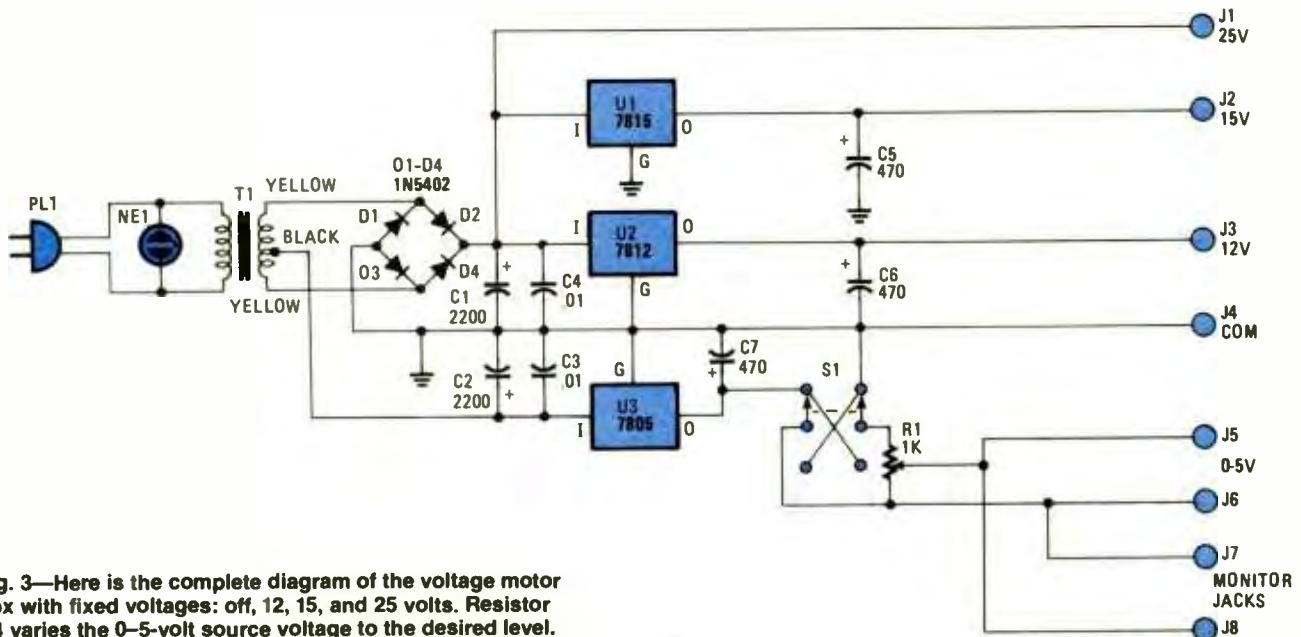 J1
25V
U1
7815
I
O
G
J2
15V
+
C5
470
O1-D4
1N5402
PL1
NE1
T1
YELLOW
BLACK
YELLOW
D1
D2
O3
D4
I
U2
7812
O
G
J3
12V
+
C6
470
+
C1
2200
C4
.01
J4
COM
C2
2200
+
C3
.01
G
U3
7805
I
O
C7
470
+
S1
R1
1K
J5
0-5V
J6
J7
MONITOR
JACKS
J8
g. 3—Here is the complete diagram of the voltage motor
ox with fixed voltages: off, 12, 15, and 25 volts. Resistor
4 varies the 0–5-volt source voltage to the desired level.